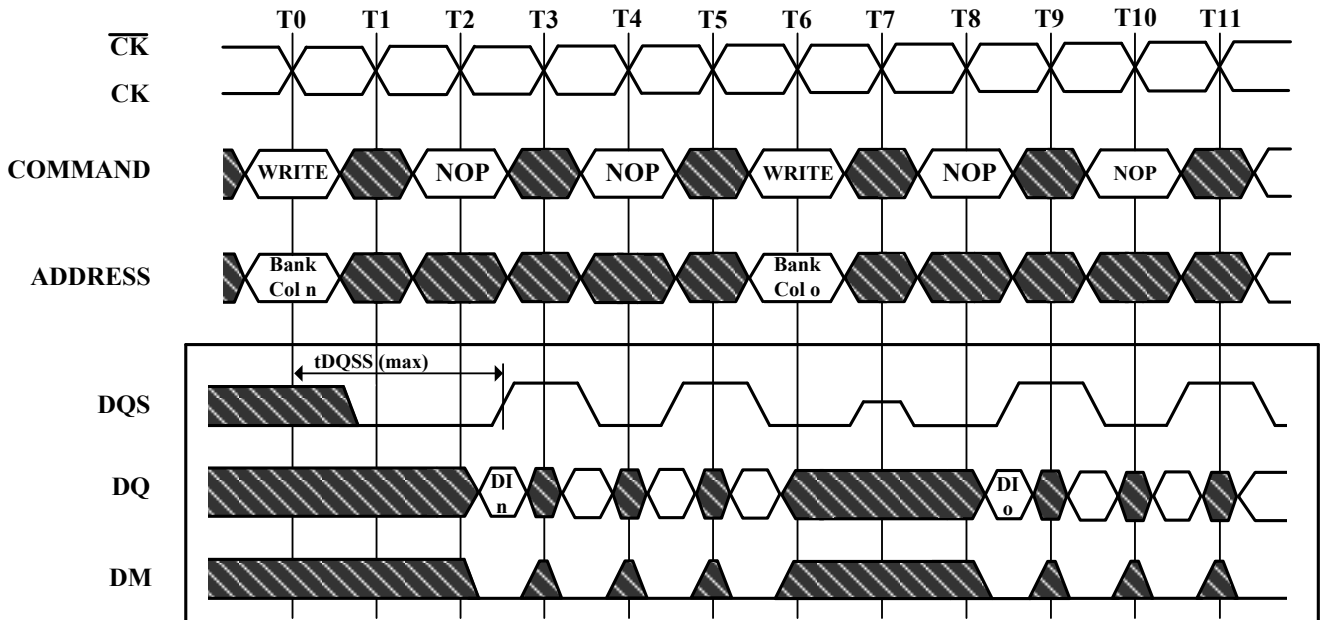 T0 T1 T2 T3 T4 T5 T6 T7 T8 T9 T10 T11
CK
CK
COMMAND WRITE NOP NOP WRITE NOP NOP
ADDRESS Bank Col n Bank Col o
tDQSS (max)
DQS
DQ DI n DI o
DM